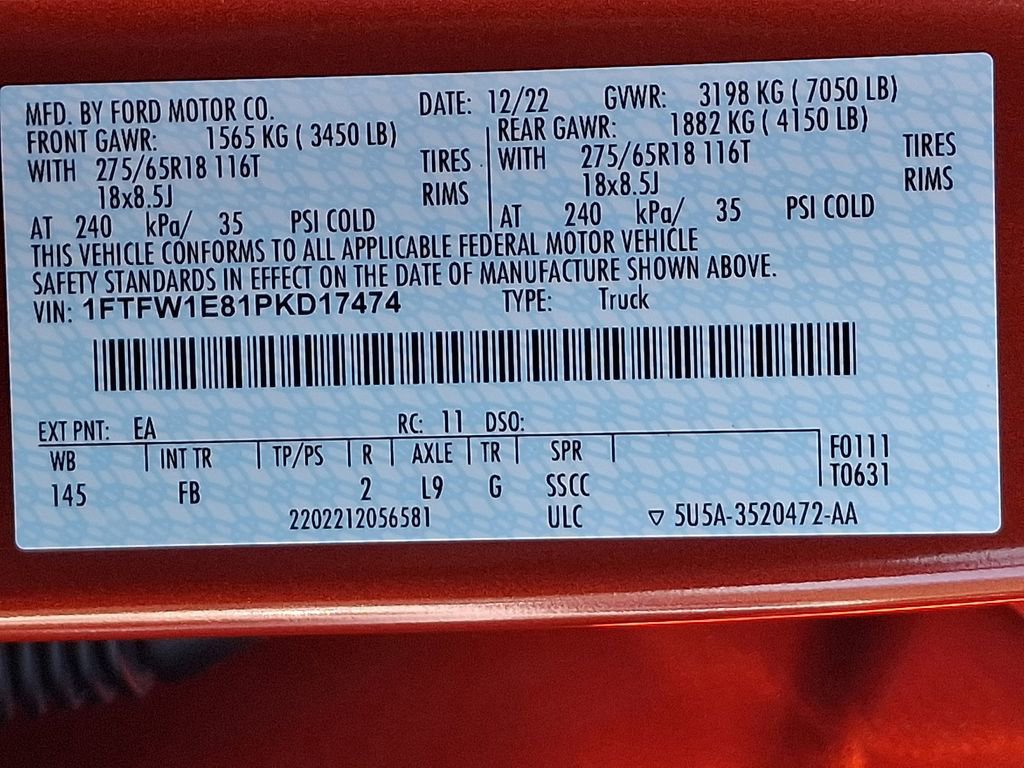 MFD. BY FORD MOTOR CO. DATE: 12/22 GVWR: 3198 KG ( 7050 LB)
FRONT GAWR: 1565 KG ( 3450 LB) REAR GAWR: 1882 KG ( 4150 LB)
WITH 275/65R18 116T TIRES WITH 275/65R18 116T TIRES
18x8.5J RIMS 18x8.5J RIMS
AT 240 kPa/ 35 PSI COLD AT 240 kPa/ 35 PSI COLD
THIS VEHICLE CONFORMS TO ALL APPLICABLE FEDERAL MOTOR VEHICLE
SAFETY STANDARDS IN EFFECT ON THE DATE OF MANUFACTURE SHOWN ABOVE.
VIN: 1FTFW1E81PKD17474 TYPE: Truck
EXT PNT: EA RC: 11 DSO:
WB INT TR TP/PS R AXLE TR SPR F0111
145 FB 2 L9 G SSCC T0631
2202212056581 ULC ▽ 5U5A-3520472-AA